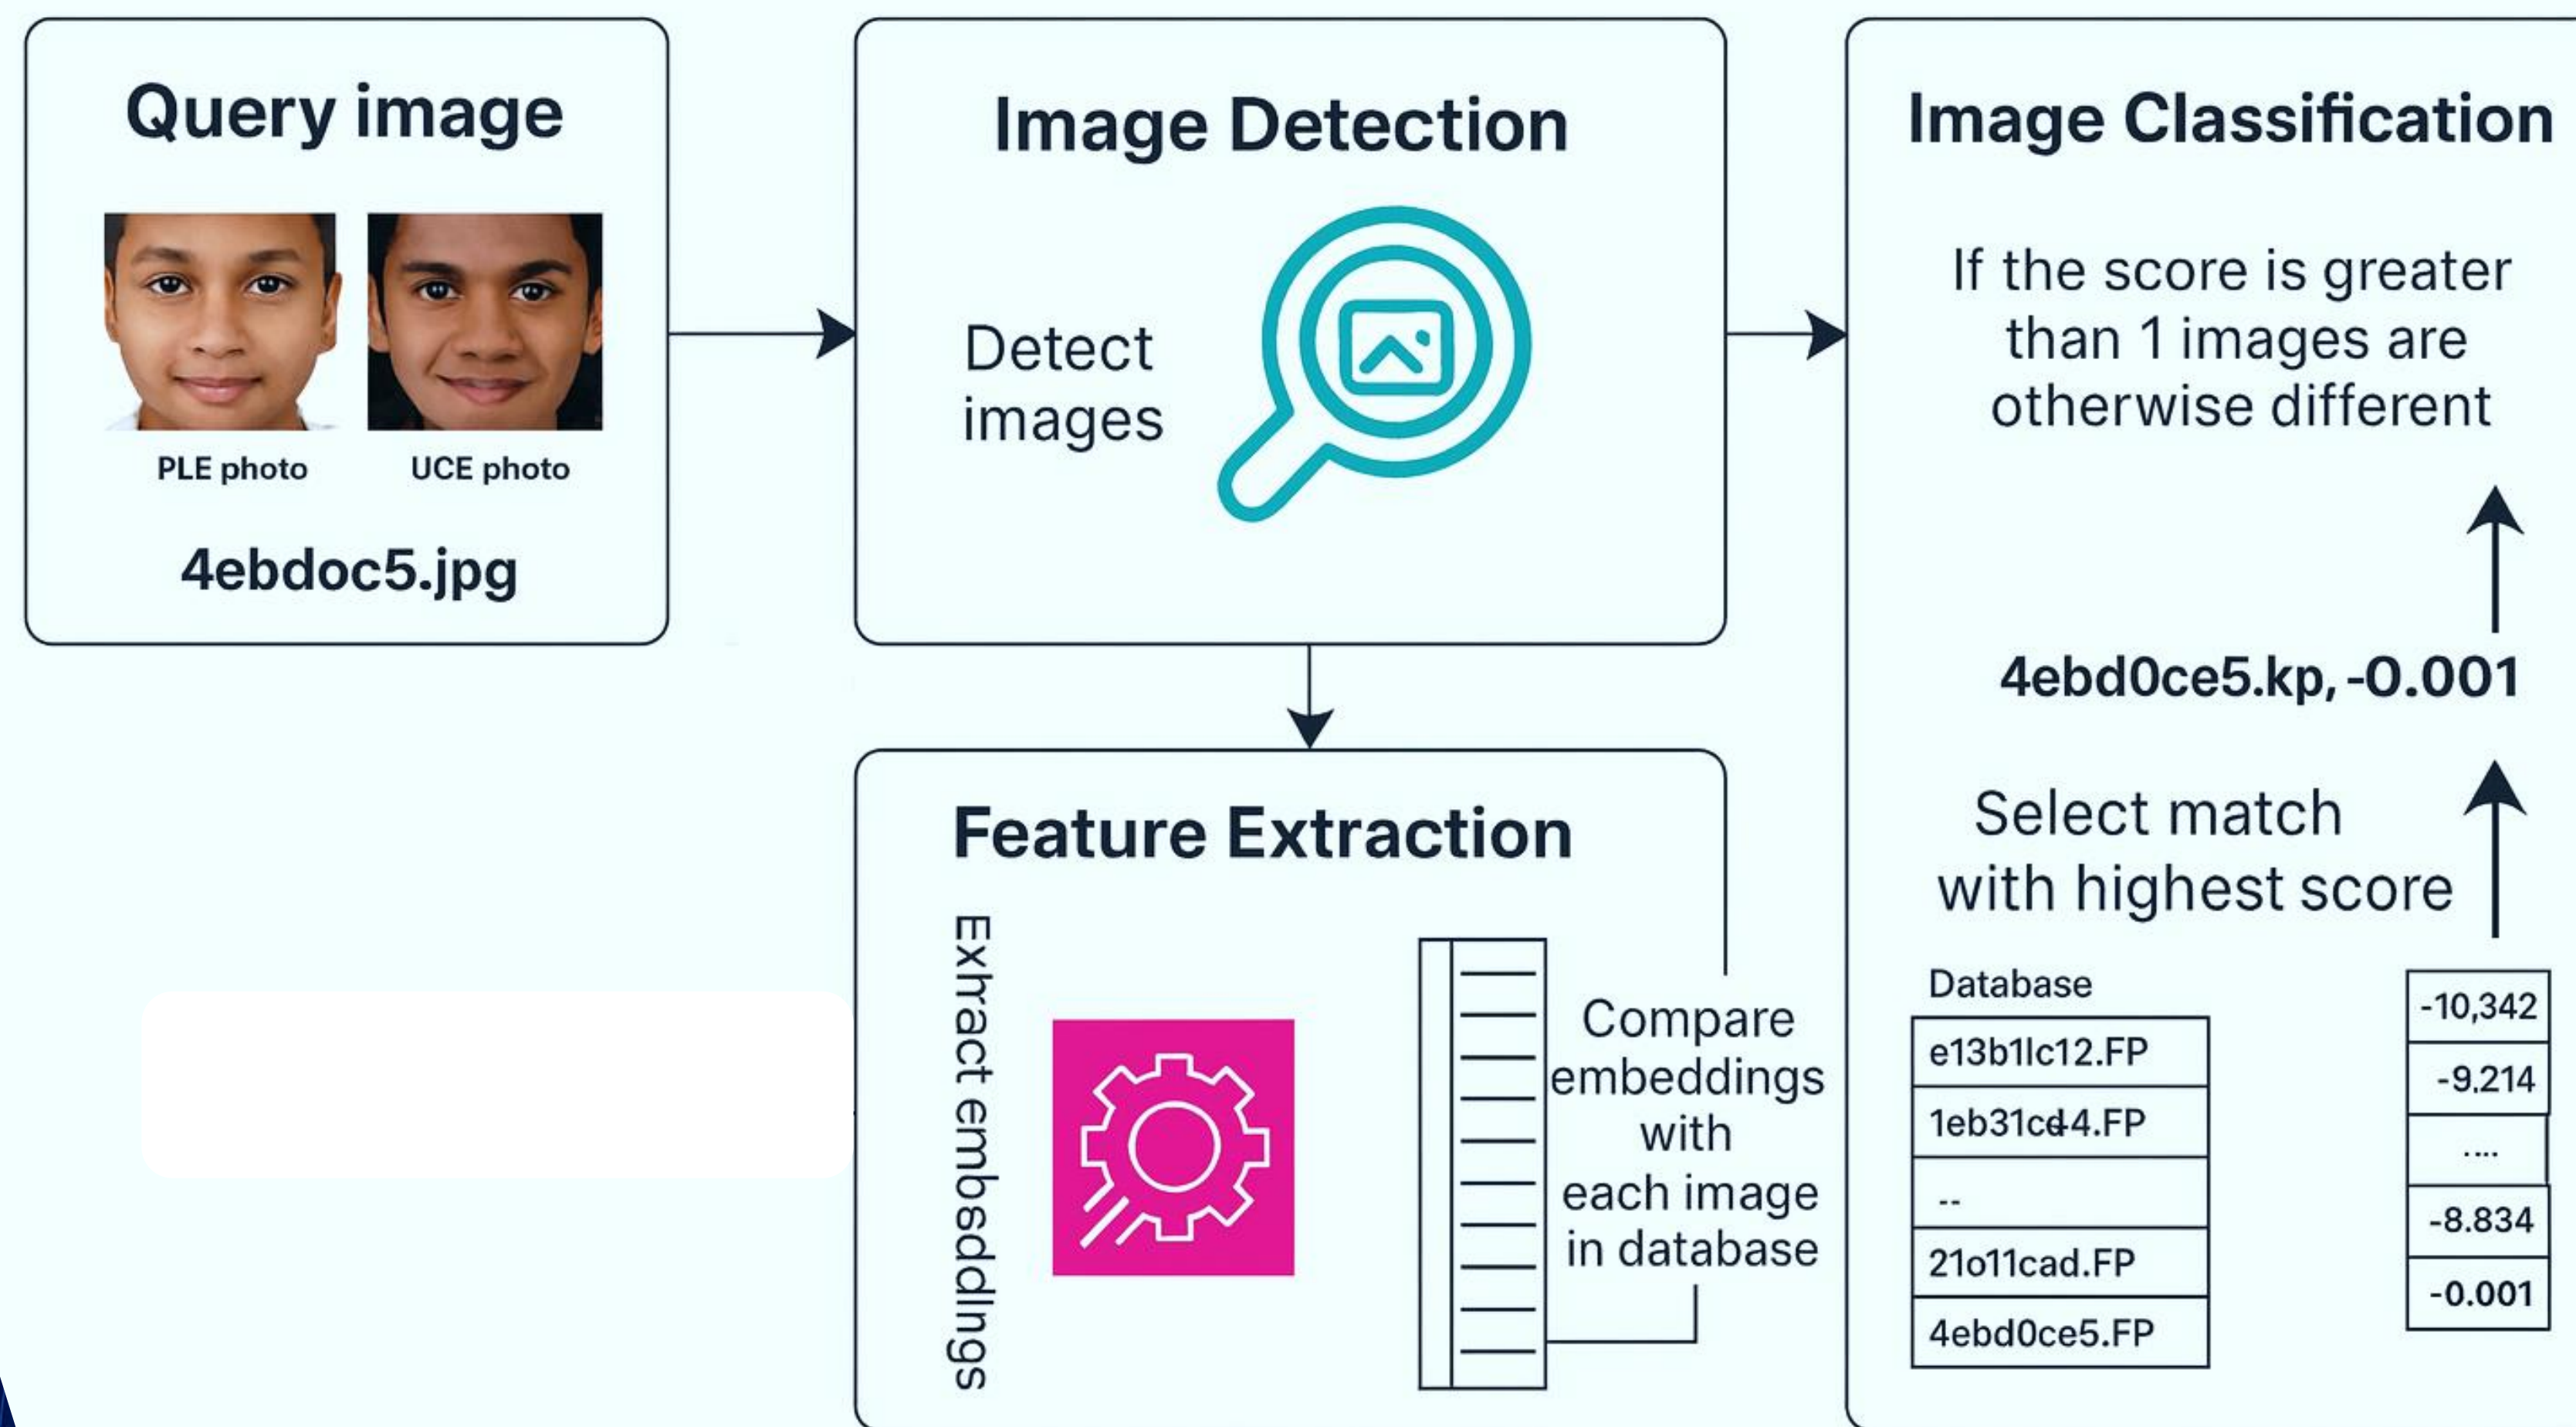 Query image
PLE photo
UCE photo
4ebdoc5.jpg
Image Detection
Detect
images
Feature Extraction
Exhract embsddlngs
Compare
embeddings
with
each image
in database
Image Classification
If the score is greater
than 1 images are
otherwise different
4ebd0ce5.kp, -0.001
Select match
with highest score
Database
e13b1lc12.FP
-10,342
-9.214
....
-8.834
-0.001
--
21o11cad.FP
4ebd0ce5.FP